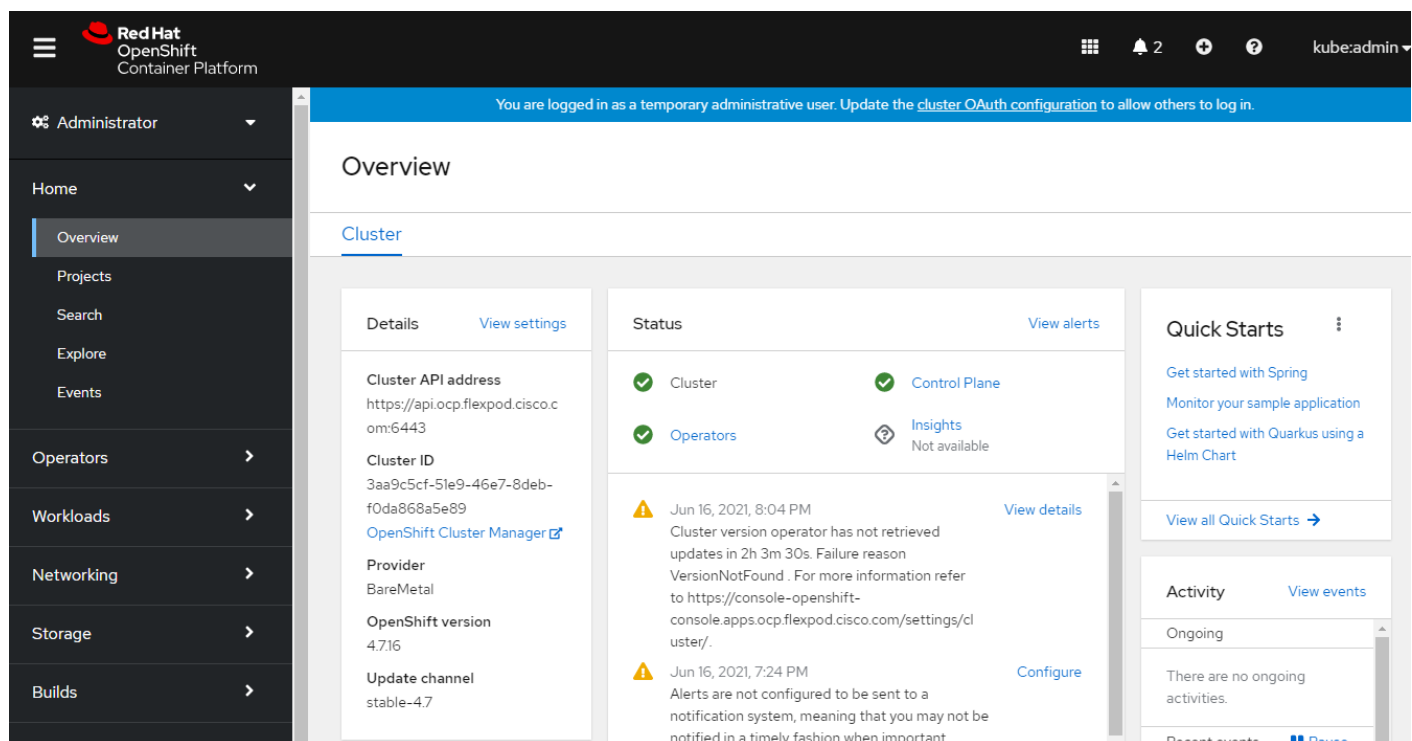 Red Hat
OpenShift
Container Platform
2
kube:admin
Administrator
You are logged in as a temporary administrative user. Update the cluster OAuth configuration to allow others to log in.
Home
Overview
Projects
Search
Explore
Events
Operators
Workloads
Networking
Storage
Builds
Overview
Cluster
Details
View settings
Cluster API address
https://api.ocp.flexpod.cisco.c
om:6443
Cluster ID
3aa9c5cf-51e9-46e7-8deb-
f0da868a5e89
OpenShift Cluster Manager
Provider
BareMetal
OpenShift version
4.7.16
Update channel
stable-4.7
Status
View alerts
Cluster
Control Plane
Operators
Insights
Not available
Jun 16, 2021, 8:04 PM
View details
Cluster version operator has not retrieved
updates in 2h 3m 30s. Failure reason
VersionNotFound . For more information refer
to https://console-openshift-
console.apps.ocp.flexpod.cisco.com/settings/cl
uster/.
Jun 16, 2021, 7:24 PM
Configure
Alerts are not configured to be sent to a
notification system, meaning that you may not be
notified in a timely fashion when important
Quick Starts
Get started with Spring
Monitor your sample application
Get started with Quarkus using a
Helm Chart
View all Quick Starts
Activity
View events
Ongoing
There are no ongoing
activities.
Recent events
Pause